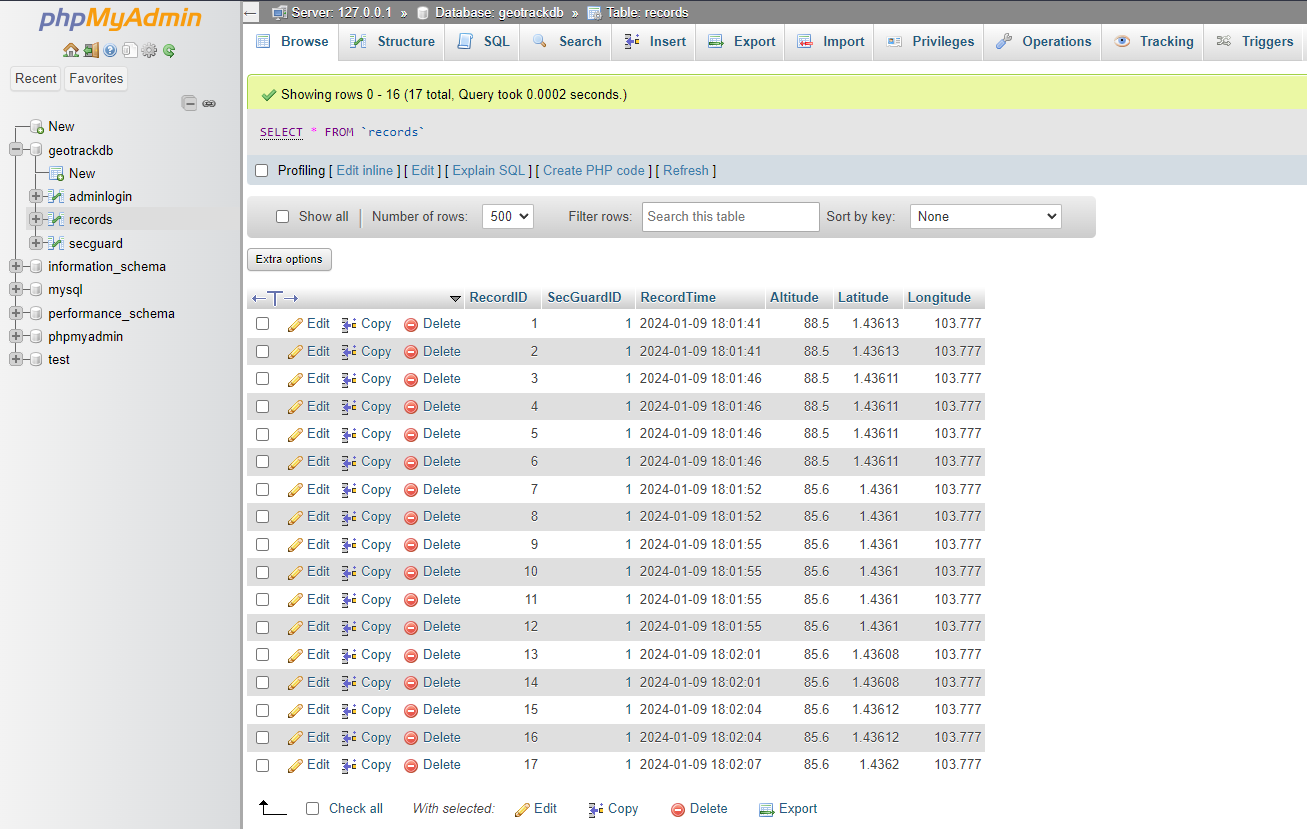 phpMyAdmin
Recent Favorites
New
geotrackdb
New
adminlogin
records
secguard
information_schema
mysql
performance_schema
phpmyadmin
test
Server: 127.0.0.1 » Database: geotrackdb » Table: records
Browse Structure SQL Search Insert Export Import Privileges Operations Tracking Triggers
Showing rows 0 - 16 (17 total, Query took 0.0002 seconds.)
SELECT * FROM `records`
Profiling [ Edit inline ] [ Edit ] [ Explain SQL ] [ Create PHP code ] [ Refresh ]
Show all Number of rows: 500 Filter rows: Search this table Sort by key: None
Extra options
←T→ RecordID SecGuardID RecordTime Altitude Latitude Longitude
Edit Copy Delete 1 1 2024-01-09 18:01:41 88.5 1.43613 103.777
Edit Copy Delete 2 1 2024-01-09 18:01:41 88.5 1.43613 103.777
Edit Copy Delete 3 1 2024-01-09 18:01:46 88.5 1.43611 103.777
Edit Copy Delete 4 1 2024-01-09 18:01:46 88.5 1.43611 103.777
Edit Copy Delete 5 1 2024-01-09 18:01:46 88.5 1.43611 103.777
Edit Copy Delete 6 1 2024-01-09 18:01:46 88.5 1.43611 103.777
Edit Copy Delete 7 1 2024-01-09 18:01:52 85.6 1.4361 103.777
Edit Copy Delete 8 1 2024-01-09 18:01:52 85.6 1.4361 103.777
Edit Copy Delete 9 1 2024-01-09 18:01:55 85.6 1.4361 103.777
Edit Copy Delete 10 1 2024-01-09 18:01:55 85.6 1.4361 103.777
Edit Copy Delete 11 1 2024-01-09 18:01:55 85.6 1.4361 103.777
Edit Copy Delete 12 1 2024-01-09 18:01:55 85.6 1.4361 103.777
Edit Copy Delete 13 1 2024-01-09 18:02:01 85.6 1.43608 103.777
Edit Copy Delete 14 1 2024-01-09 18:02:01 85.6 1.43608 103.777
Edit Copy Delete 15 1 2024-01-09 18:02:04 85.6 1.43612 103.777
Edit Copy Delete 16 1 2024-01-09 18:02:04 85.6 1.43612 103.777
Edit Copy Delete 17 1 2024-01-09 18:02:07 85.6 1.4362 103.777
Check all With selected: Edit Copy Delete Export